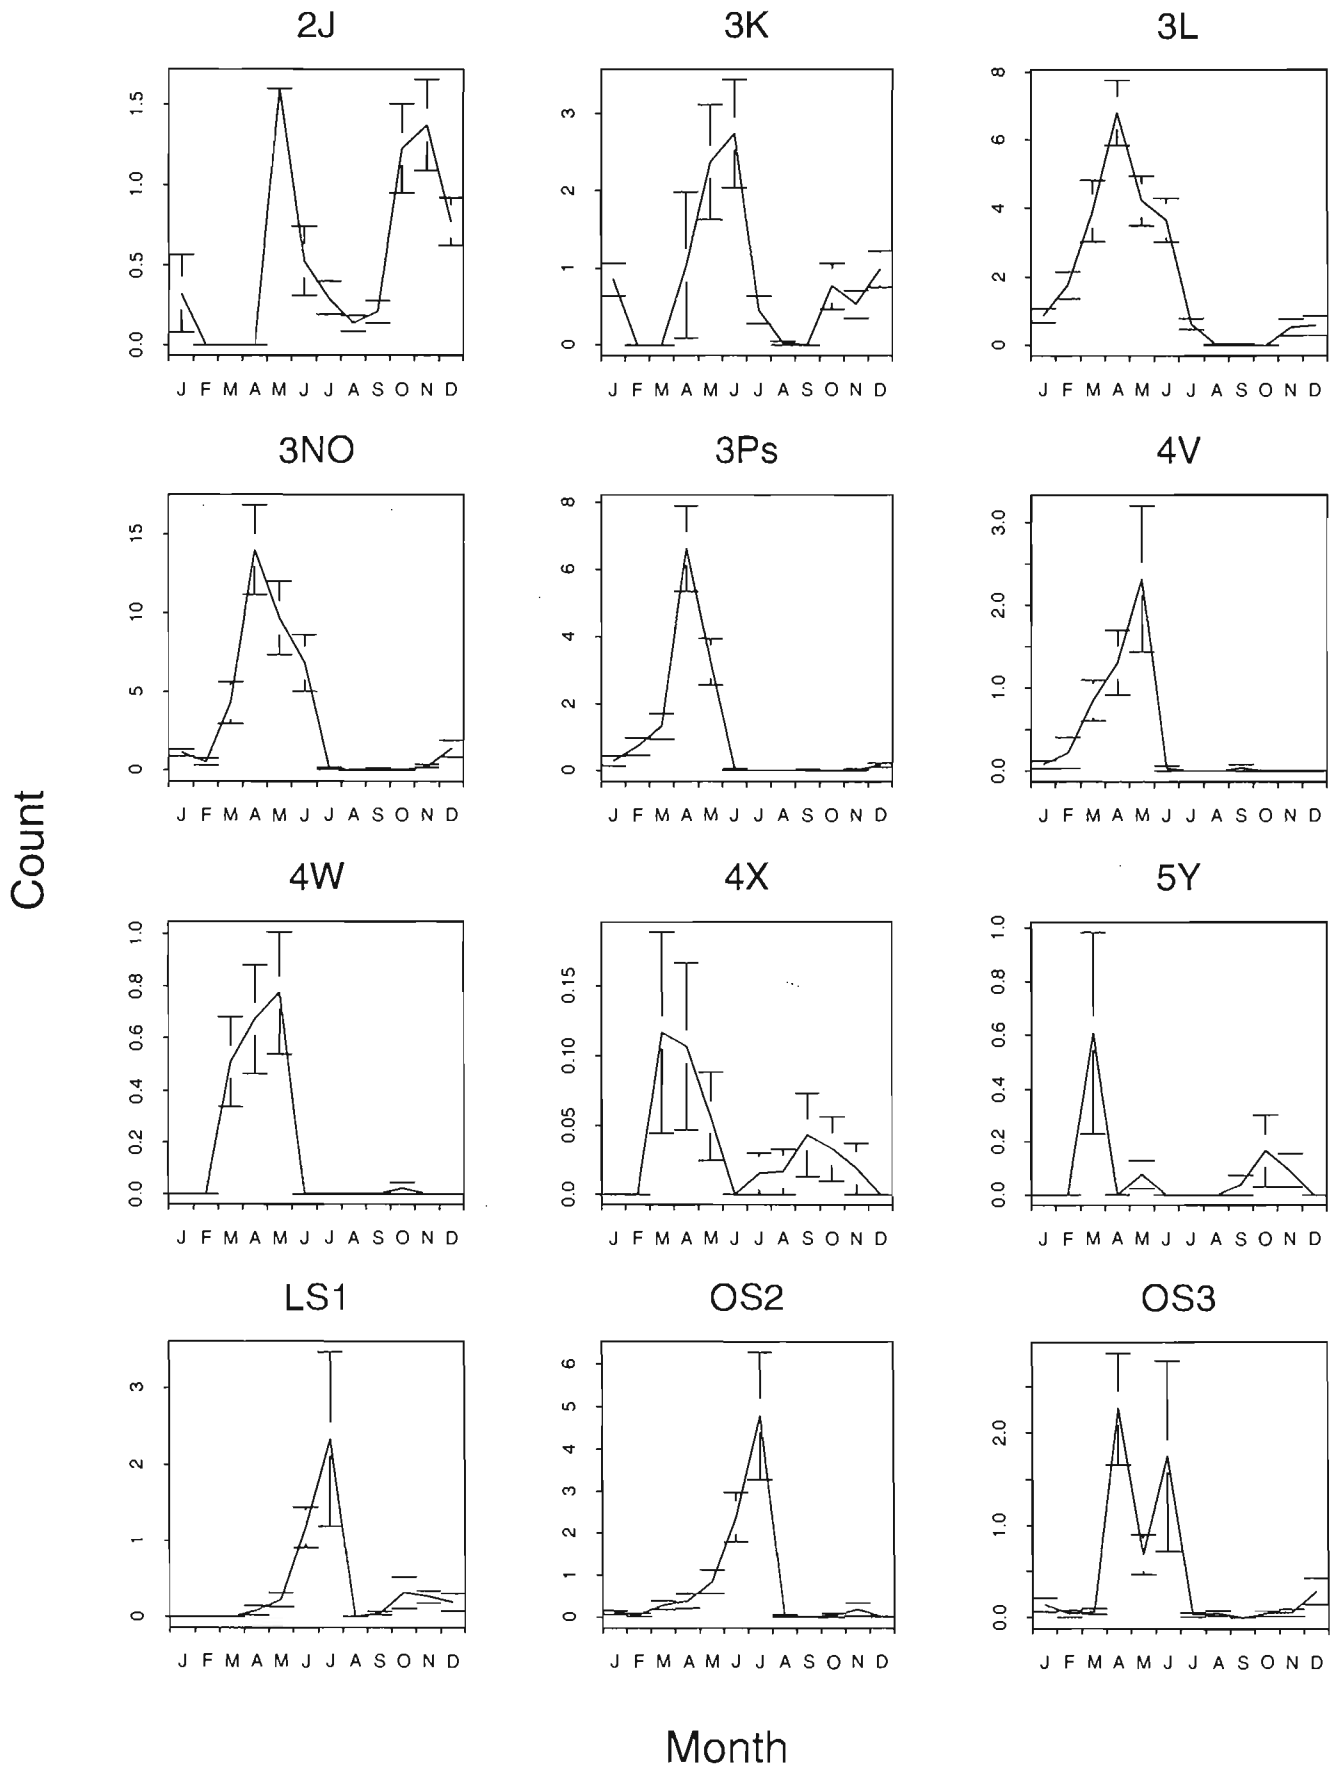 2J 3K 3L
1.5 1.0 0.5 0.0
3 2 1 0
8 6 4 2 0
J F M A M J J A S O N D
J F M A M J J A S O N D
J F M A M J J A S O N D
3NO 3Ps 4V
15 10 5 0
8 6 4 2 0
3.0 2.0 1.0 0.0
J F M A M J J A S O N D
J F M A M J J A S O N D
J F M A M J J A S O N D
Count
4W 4X 5Y
1.0 0.8 0.6 0.4 0.2 0.0
0.15 0.10 0.05 0.0
1.0 0.8 0.6 0.4 0.2 0.0
J F M A M J J A S O N D
J F M A M J J A S O N D
J F M A M J J A S O N D
LS1 OS2 OS3
3 2 1 0
6 5 4 3 2 1 0
2.0 1.0 0.0
J F M A M J J A S O N D
J F M A M J J A S O N D
J F M A M J J A S O N D
Month